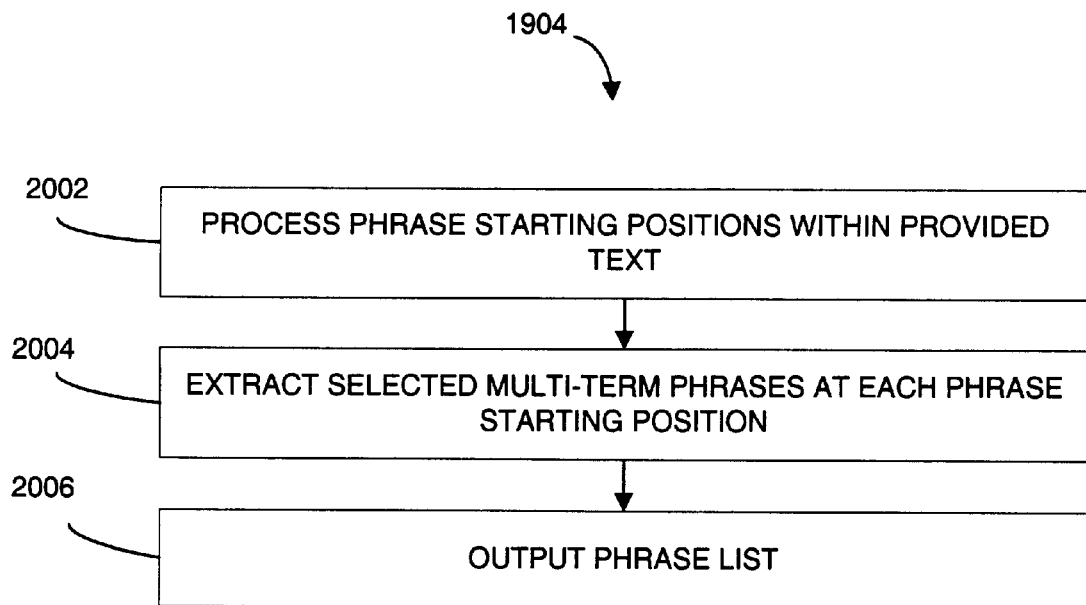 1904
2002
PROCESS PHRASE STARTING POSITIONS WITHIN PROVIDED
TEXT
2004
EXTRACT SELECTED MULTI-TERM PHRASES AT EACH PHRASE
STARTING POSITION
2006
OUTPUT PHRASE LIST